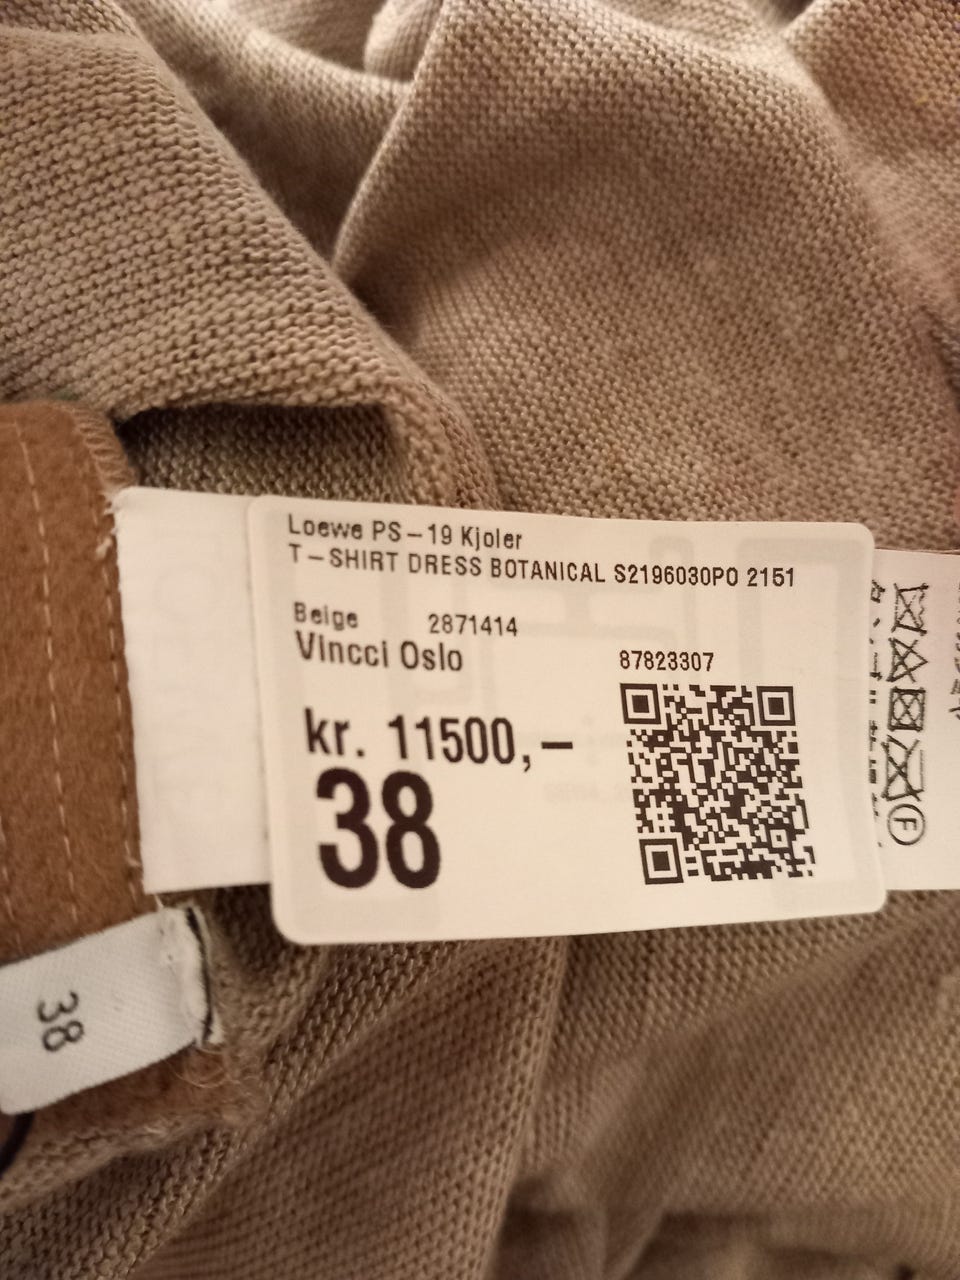 Loewe PS-19 Kjoler
T-SHIRT DRESS BOTANICAL S2196030PO 2151
Beige 2871414
Vincci Oslo
87823307
kr. 11500,-
38
F
38